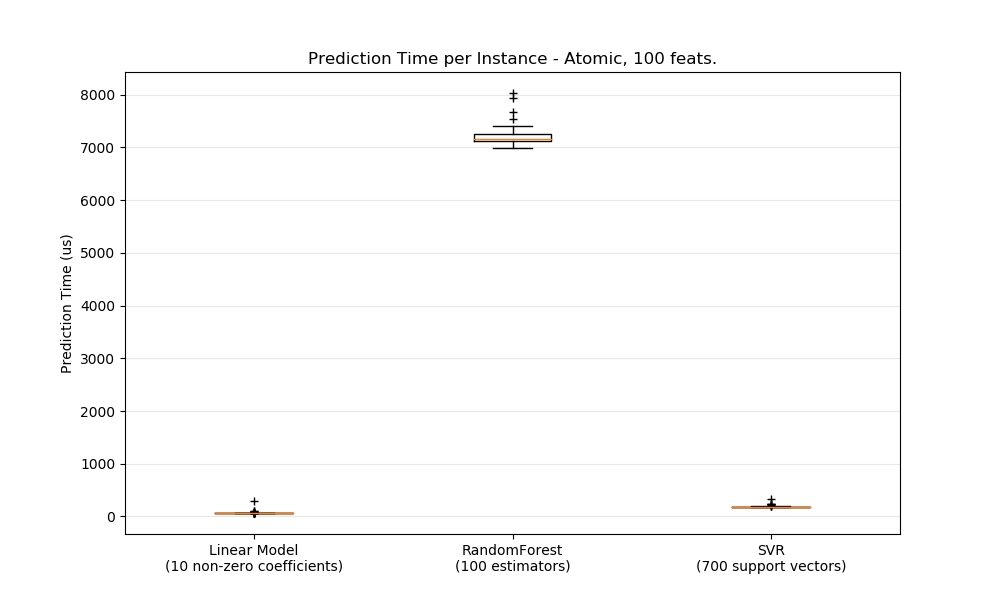 Prediction Time per Instance - Atomic, 100 feats.
Prediction Time (us)
8000
7000
6000
5000
4000
3000
2000
1000
0
Linear Model
(10 non-zero coefficients)
RandomForest
(100 estimators)
SVR
(700 support vectors)